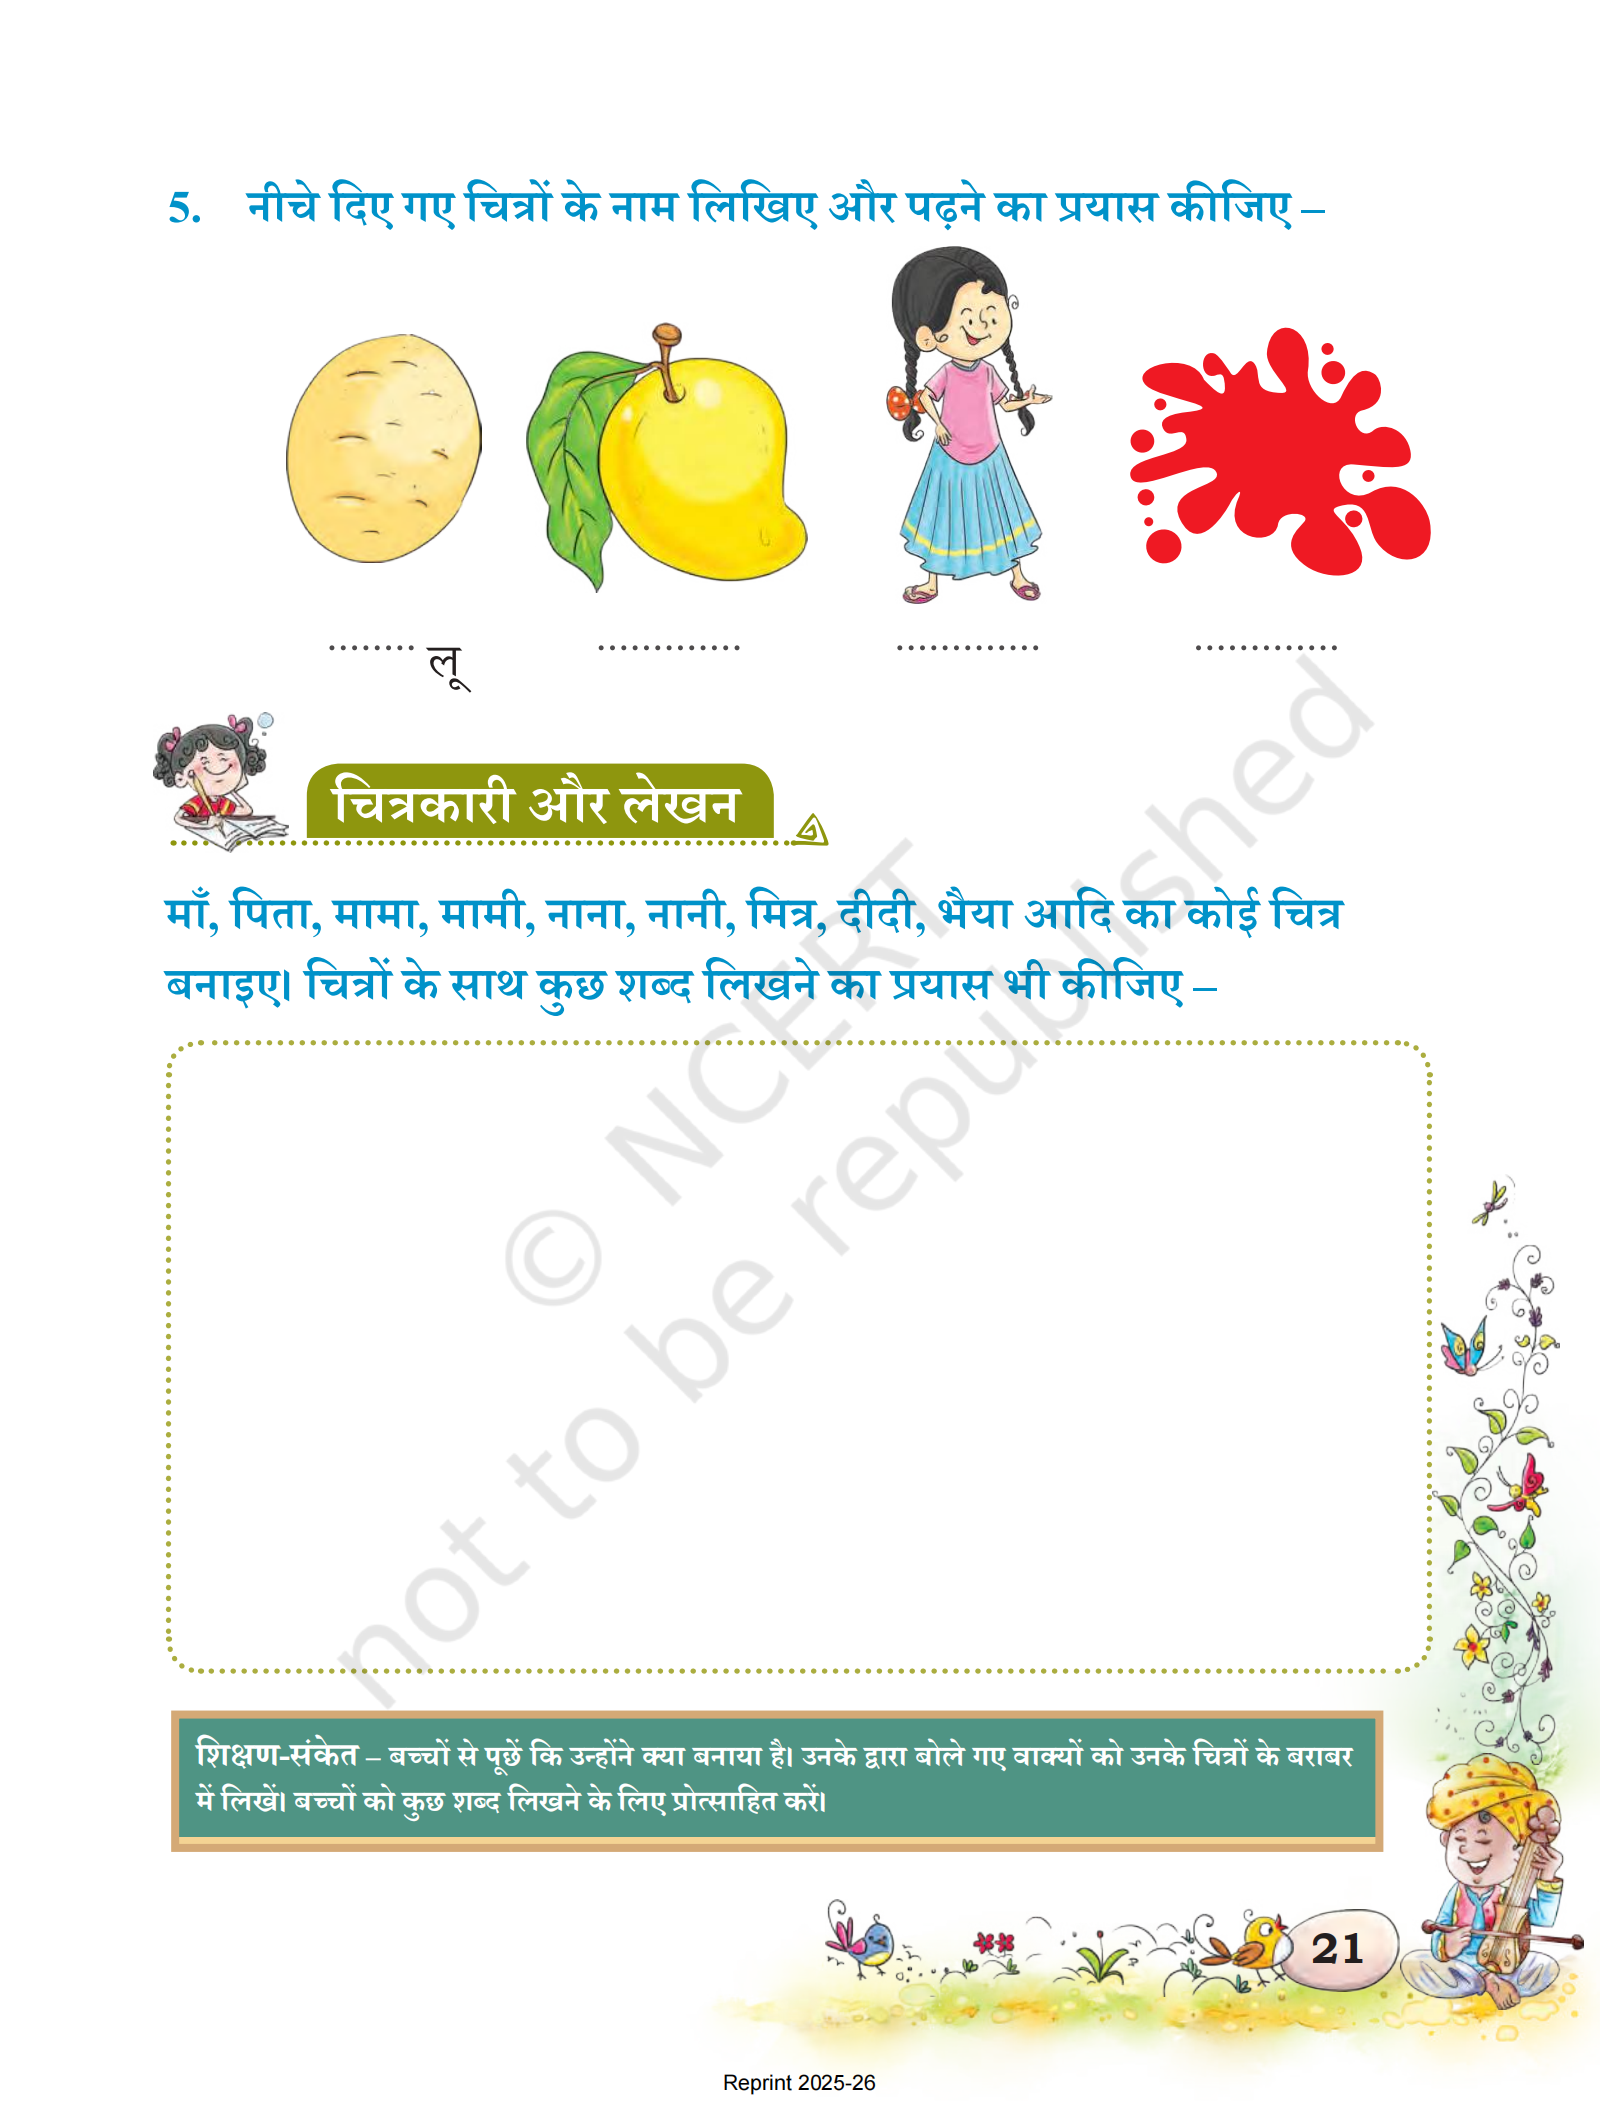 5. नीचे दिए गए चित्रों के नाम लिखिए और पढ़ने का प्रयास कीजिए –
........ लू ............. ............. .............
चित्रकारी और लेखन
माँ, पिता, मामा, मामी, नाना, नानी, मित्र, दीदी, भैया आदि का कोई चित्र
बनाइए। चित्रों के साथ कुछ शब्द लिखने का प्रयास भी कीजिए –
© NCERT
not to be republished
शिक्षण-संकेत – बच्चों से पूछें कि उन्होंने क्या बनाया है। उनके द्वारा बोले गए वाक्यों को उनके चित्रों के बराबर
में लिखें। बच्चों को कुछ शब्द लिखने के लिए प्रोत्साहित करें।
21
Reprint 2025-26